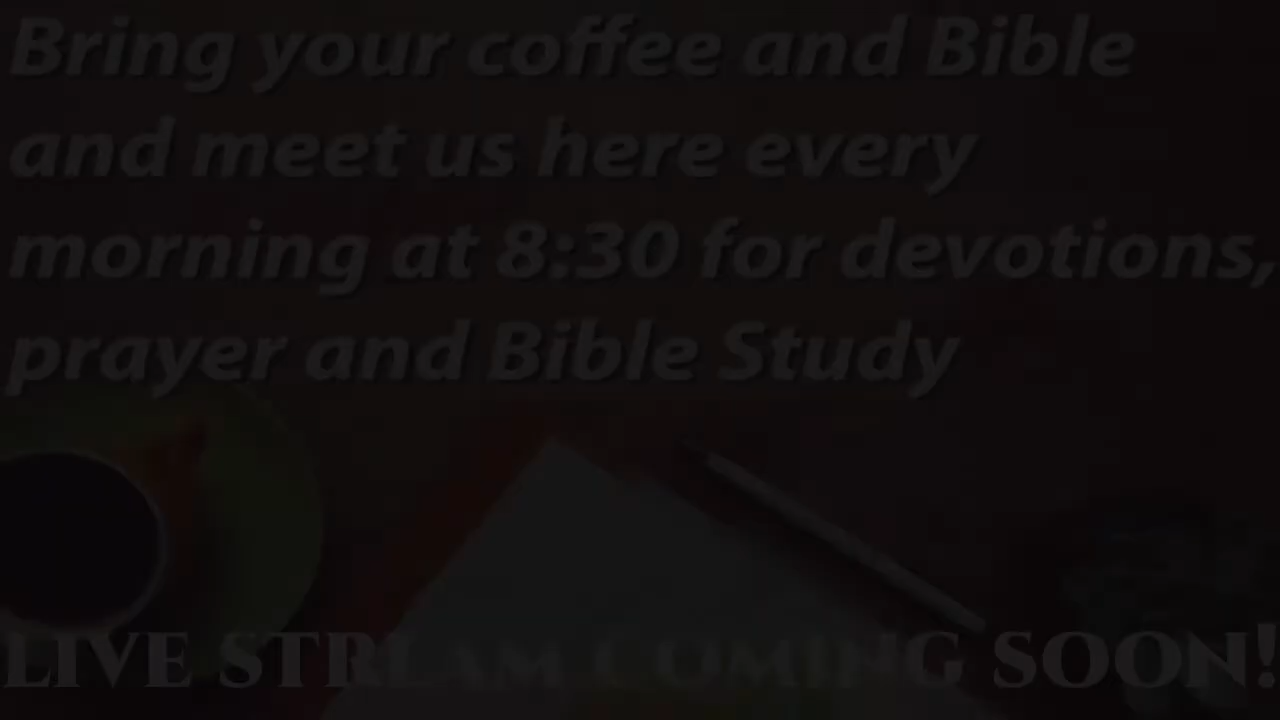 Bring your coffee and Bible
and meet us here every
morning at 8:30 for devotions,
prayer and Bible Study
LIVE STREAM COMING SOON!